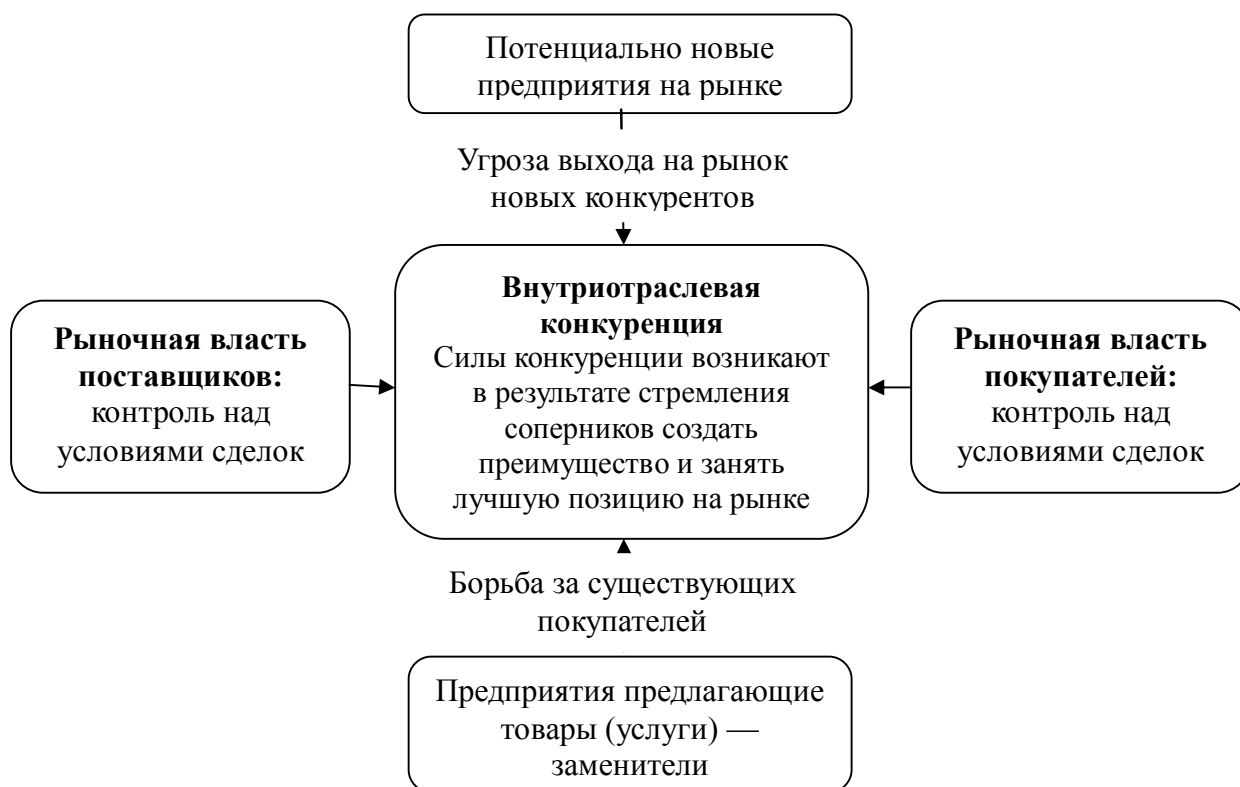 Потенциально новые
предприятия на рынке
Угроза выхода на рынок
новых конкурентов
Рыночная власть
поставщиков:
контроль над
условиями сделок
Внутриотраслевая
конкуренция
Силы конкуренции возникают
в результате стремления
соперников создать
преимущество и занять
лучшую позицию на рынке
Рыночная власть
покупателей:
контроль над
условиями сделок
Борьба за существующих
покупателей
Предприятия предлагающие
товары (услуги) —
заменители